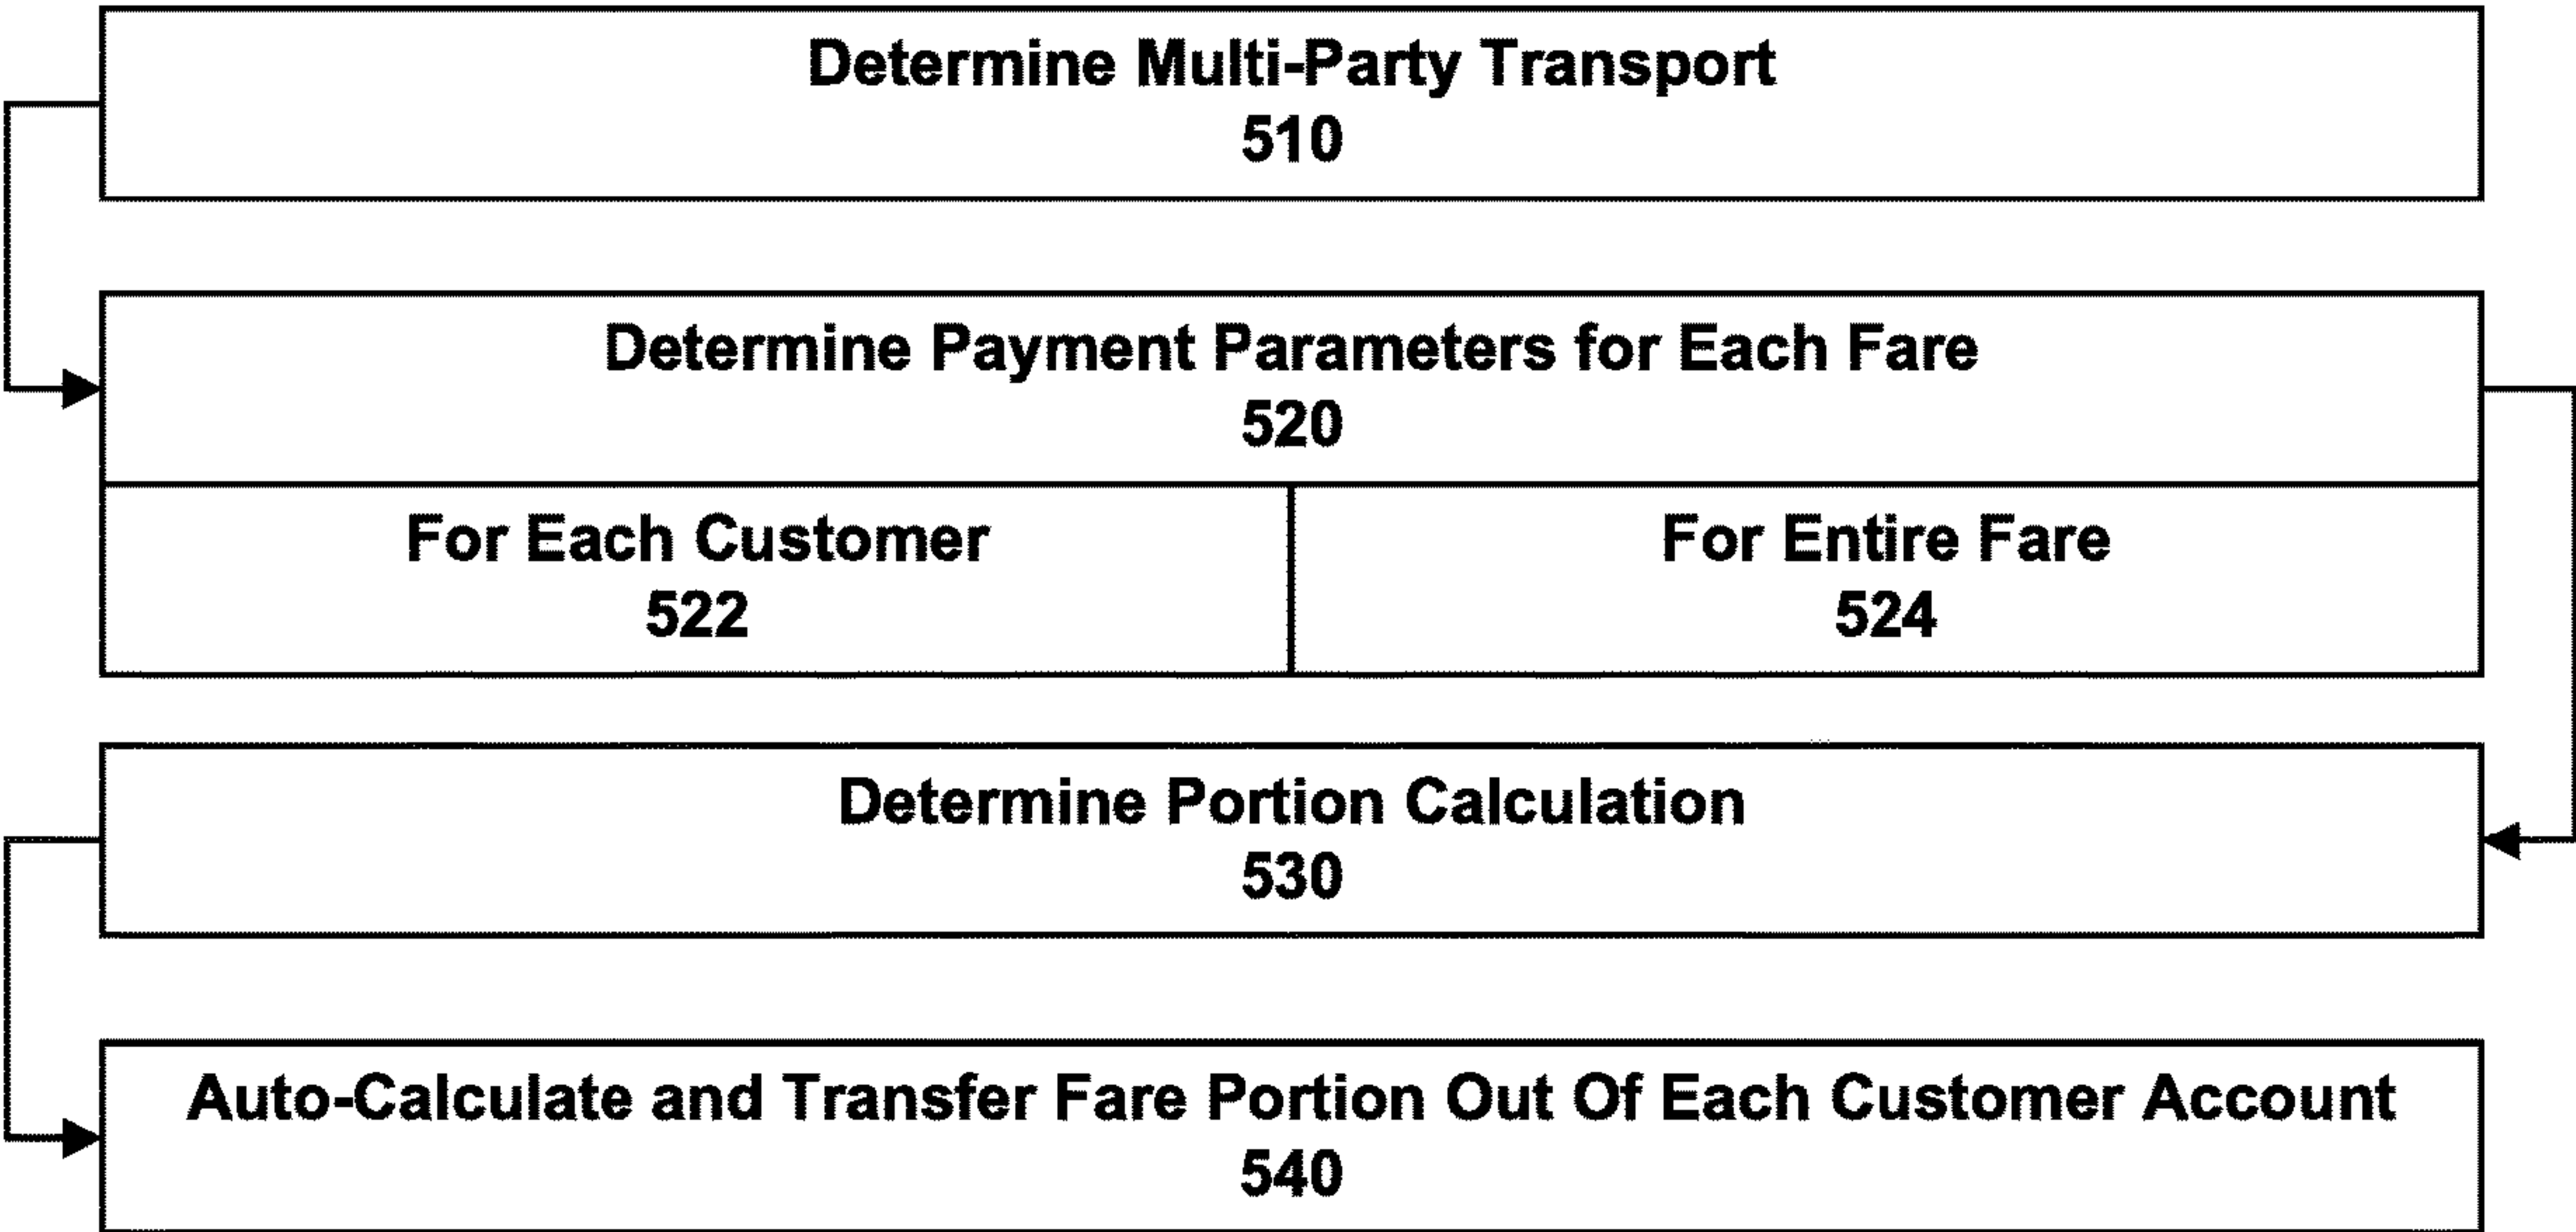 Determine Multi-Party Transport
510
Determine Payment Parameters for Each Fare
520
For Each Customer
522
For Entire Fare
524
Determine Portion Calculation
530
Auto-Calculate and Transfer Fare Portion Out Of Each Customer Account
540